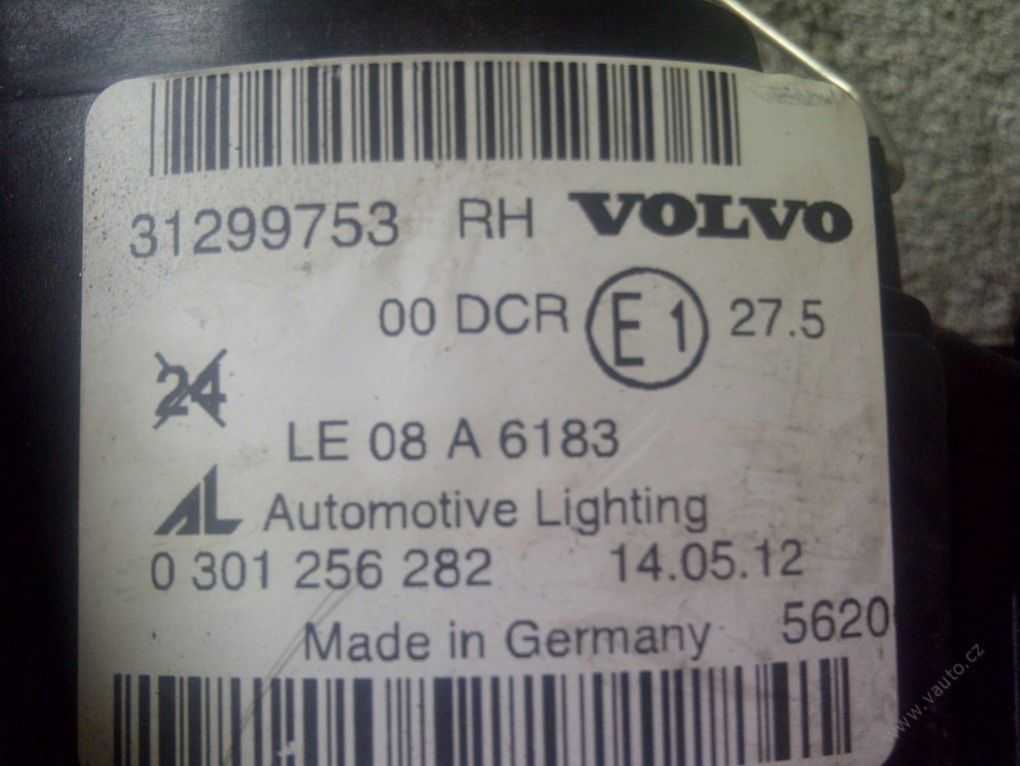 31299753 RH VOLVO
00 DCR E1 27.5
24
LE 08 A 6183
AL Automotive Lighting
0 301 256 282 14.05.12
Made in Germany 5620
www.vauto.cz